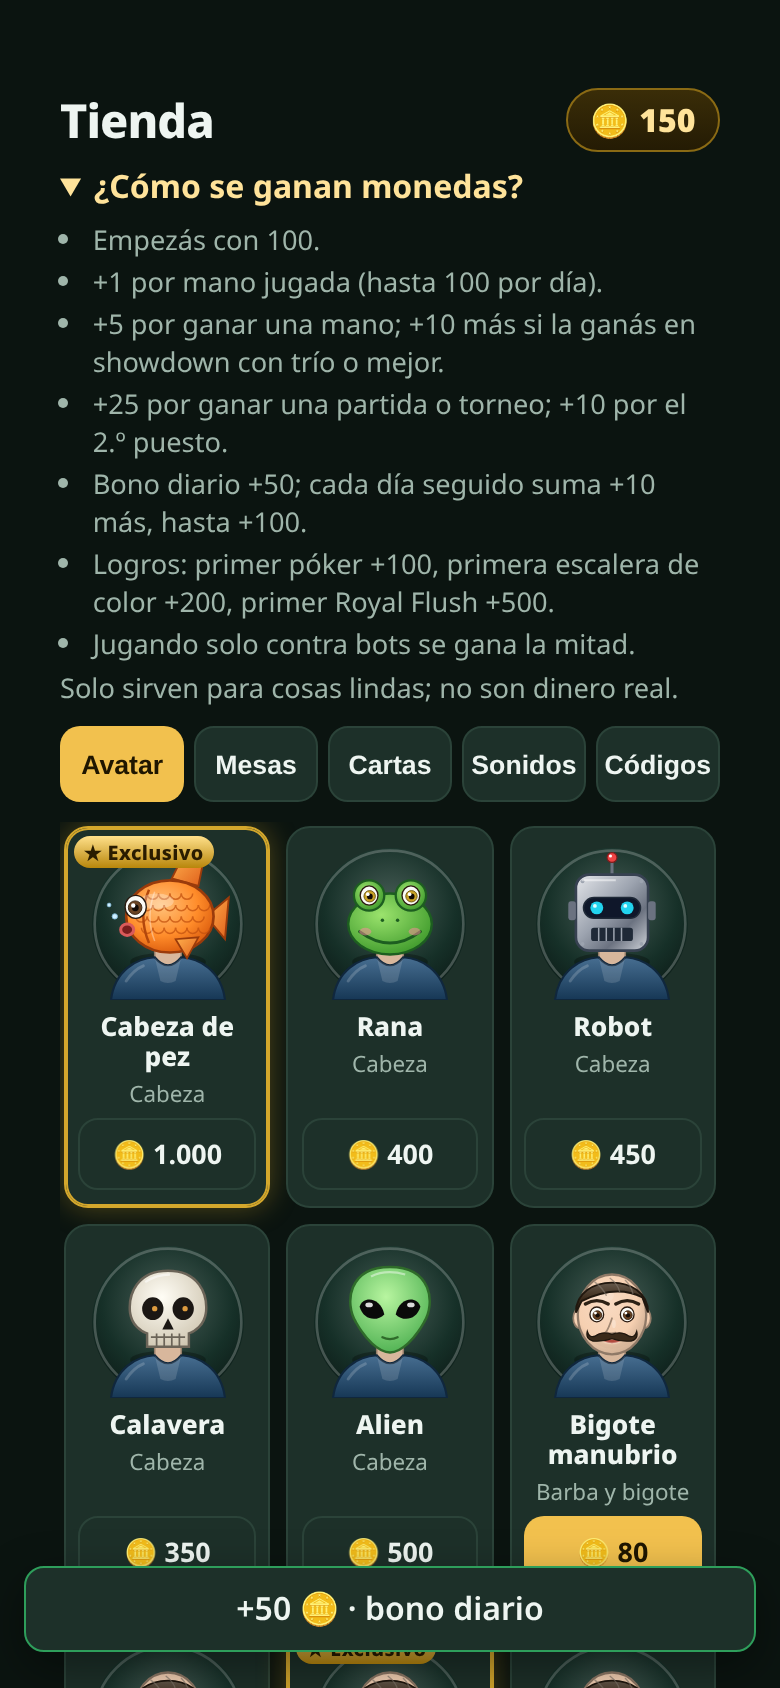 Tienda
150
¿Cómo se ganan monedas?
Empezás con 100.
+1 por mano jugada (hasta 100 por día).
+5 por ganar una mano; +10 más si la ganás en
showdown con trío o mejor.
+25 por ganar una partida o torneo; +10 por el
2.º puesto.
Bono diario +50; cada día seguido suma +10
más, hasta +100.
Logros: primer póker +100, primera escalera de
color +200, primer Royal Flush +500.
Jugando solo contra bots se gana la mitad.
Solo sirven para cosas lindas; no son dinero real.
Avatar Mesas Cartas Sonidos Códigos
★ Exclusivo
Cabeza de
pez
Cabeza
1.000
Rana
Cabeza
400
Robot
Cabeza
450
Calavera
Cabeza
350
Alien
Cabeza
500
Bigote
manubrio
Barba y bigote
80
+50 · bono diario
★ Exclusivo